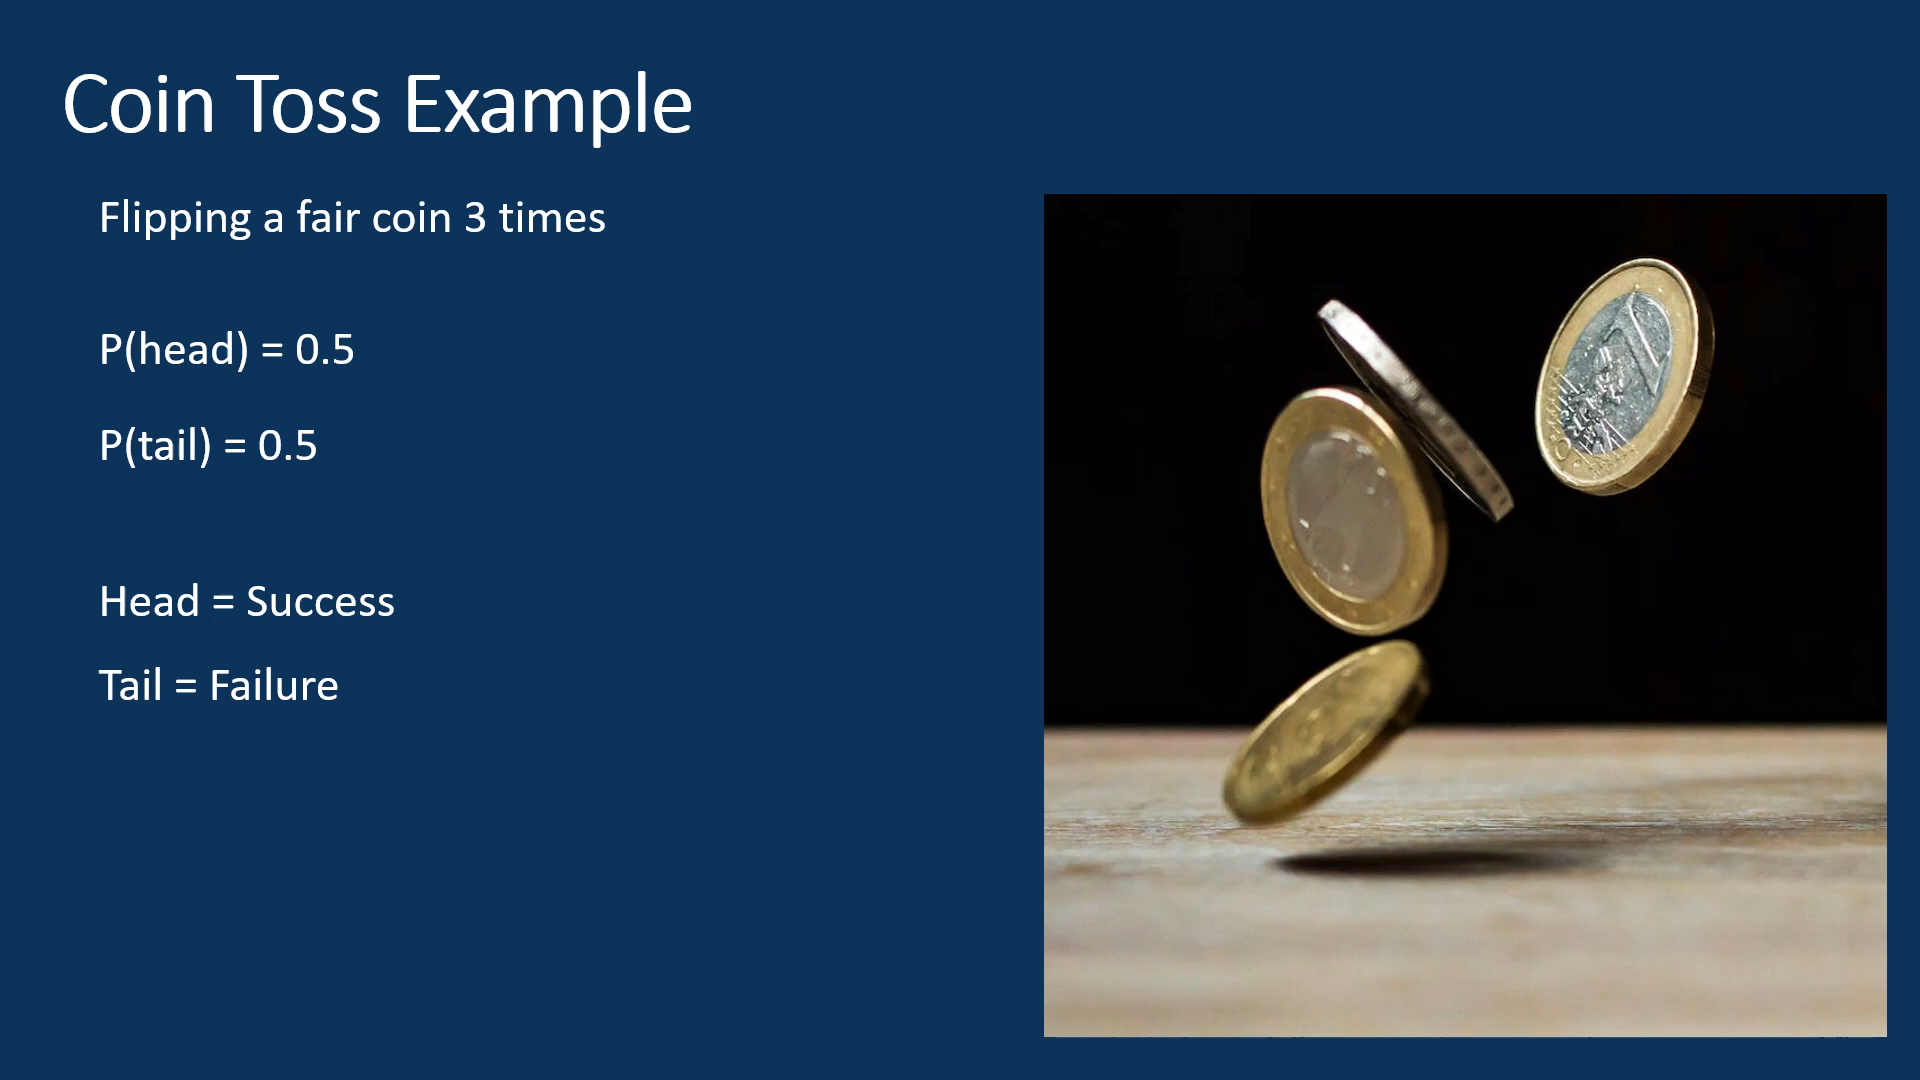 Coin Toss Example
Flipping a fair coin 3 times
P(head) = 0.5
P(tail) = 0.5
Head = Success
Tail = Failure